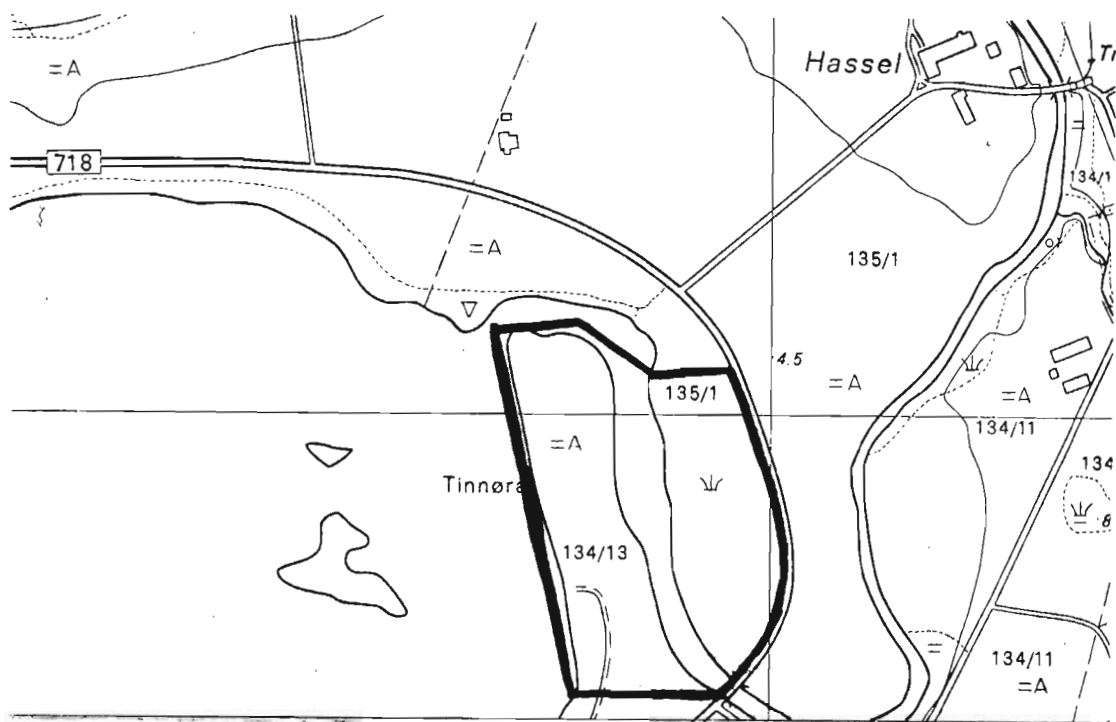 Hassel
=A
718
134/1
=A
135/1
4.5
=A
135/1
=A
134/11
134
=A
Tinnøra
8
134/13
134/11
=A